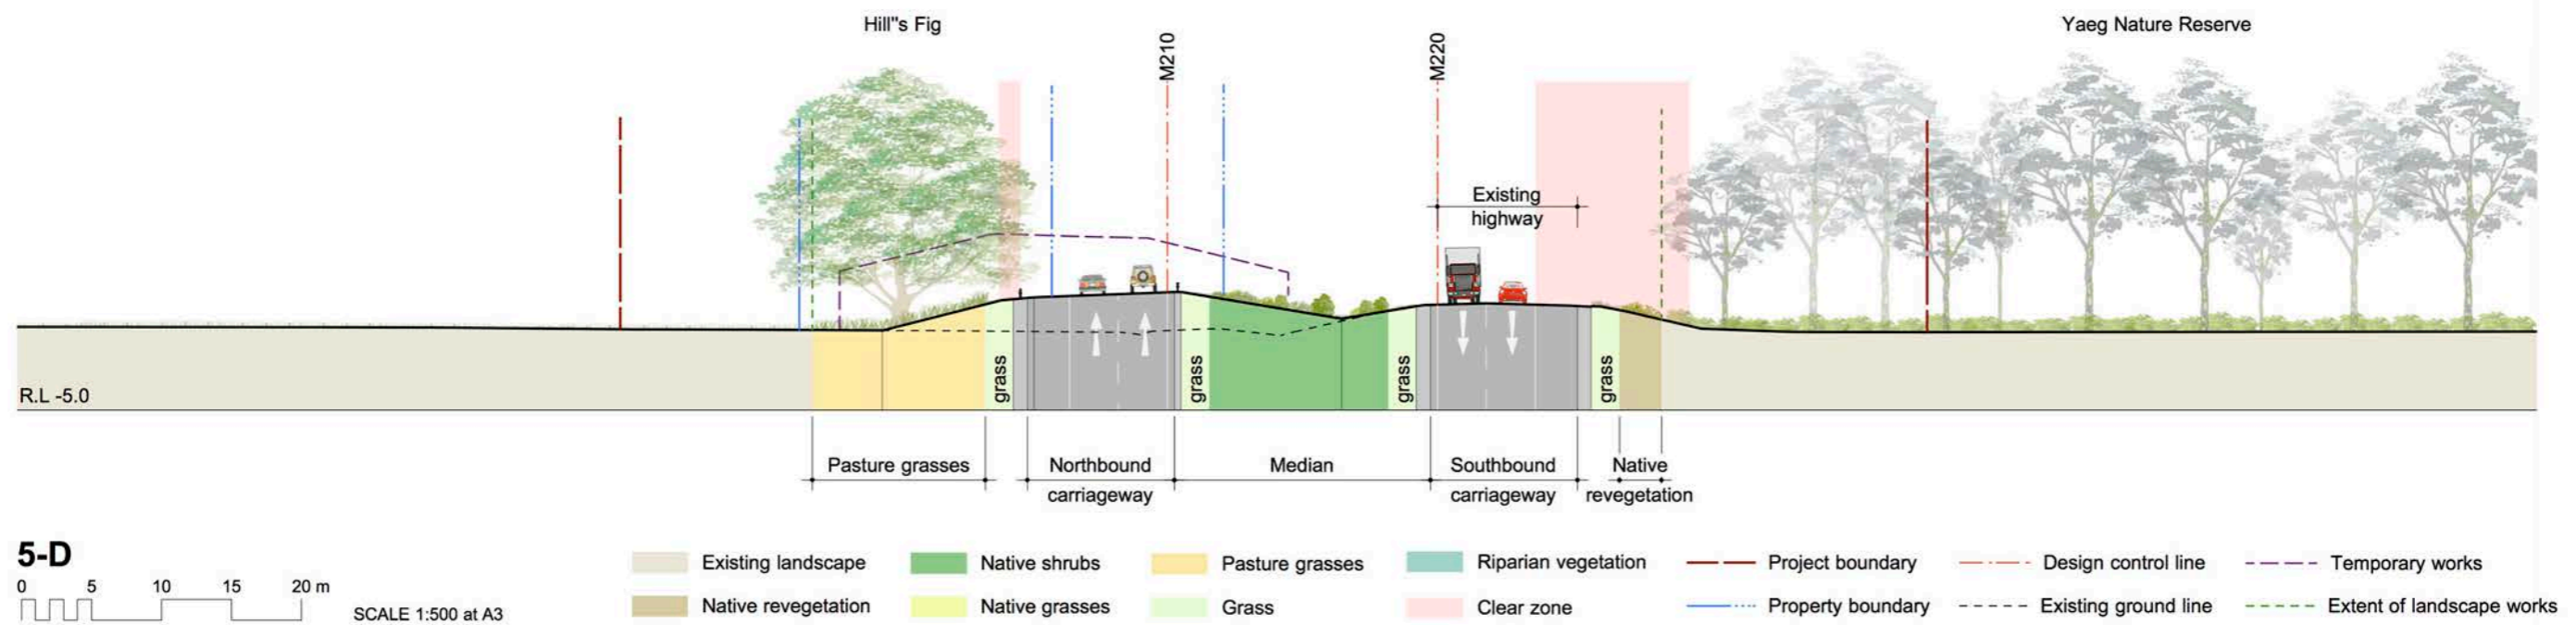 Hill"s Fig
Yaeg Nature Reserve
M210
M220
Existing
highway
R.L -5.0
grass
grass
grass
grass
Pasture grasses
Northbound
carriageway
Median
Southbound
carriageway
Native
revegetation
5-D
0 5 10 15 20 m
SCALE 1:500 at A3
Existing landscape
Native shrubs
Pasture grasses
Riparian vegetation
Project boundary
Design control line
Temporary works
Native revegetation
Native grasses
Grass
Clear zone
Property boundary
Existing ground line
Extent of landscape works